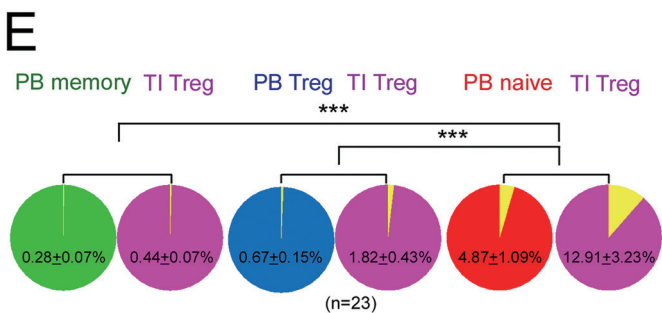 E
PB memory TI Treg PB Treg TI Treg PB naive TI Treg
***
***
0.28±0.07% 0.44±0.07% 0.67±0.15% 1.82±0.43% 4.87±1.09% 12.91±3.23%
(n=23)